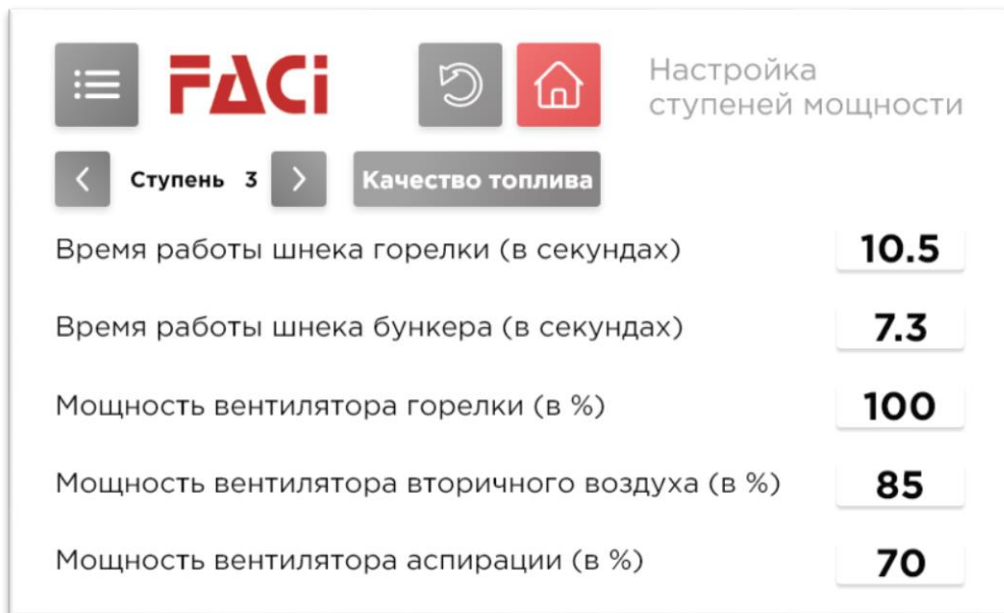 FACi
Настройка
ступеней мощности
Ступень 3
Качество топлива
Время работы шнека горелки (в секундах) 10.5
Время работы шнека бункера (в секундах) 7.3
Мощность вентилятора горелки (в %) 100
Мощность вентилятора вторичного воздуха (в %) 85
Мощность вентилятора аспирации (в %) 70